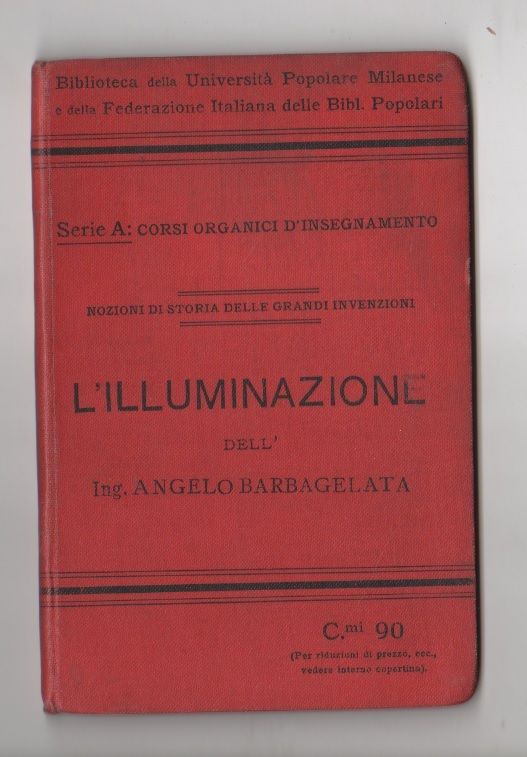 Biblioteca della Università Popolare Milanese
e della Federazione Italiana delle Bibl. Popolari
Serie A: CORSI ORGANICI D'INSEGNAMENTO
NOZIONI DI STORIA DELLE GRANDI INVENZIONI
L'ILLUMINAZIONE
DELL'
Ing. ANGELO BARBAGELATA
C.mi 90
(Per riduzioni di prezzo, ecc.,
vedere interno copertina).